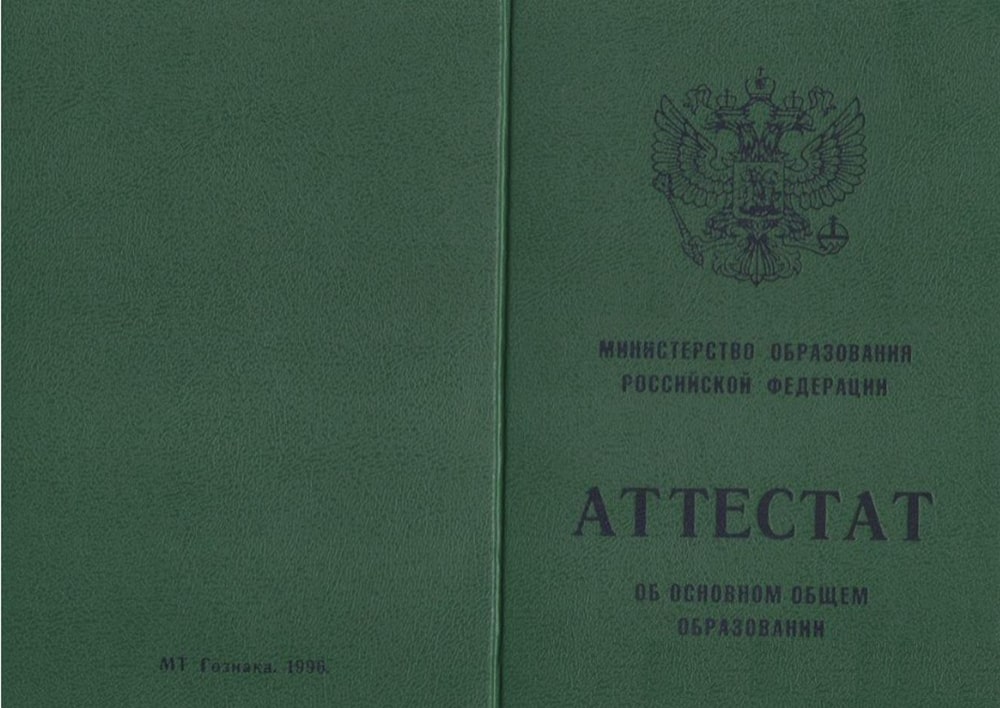 МИНИСТЕРСТВО ОБРАЗОВАНИЯ
РОССИЙСКОЙ ФЕДЕРАЦИИ
АТТЕСТАТ
ОБ ОСНОВНОМ ОБЩЕМ
ОБРАЗОВАНИИ
МТ Гознака. 1996.